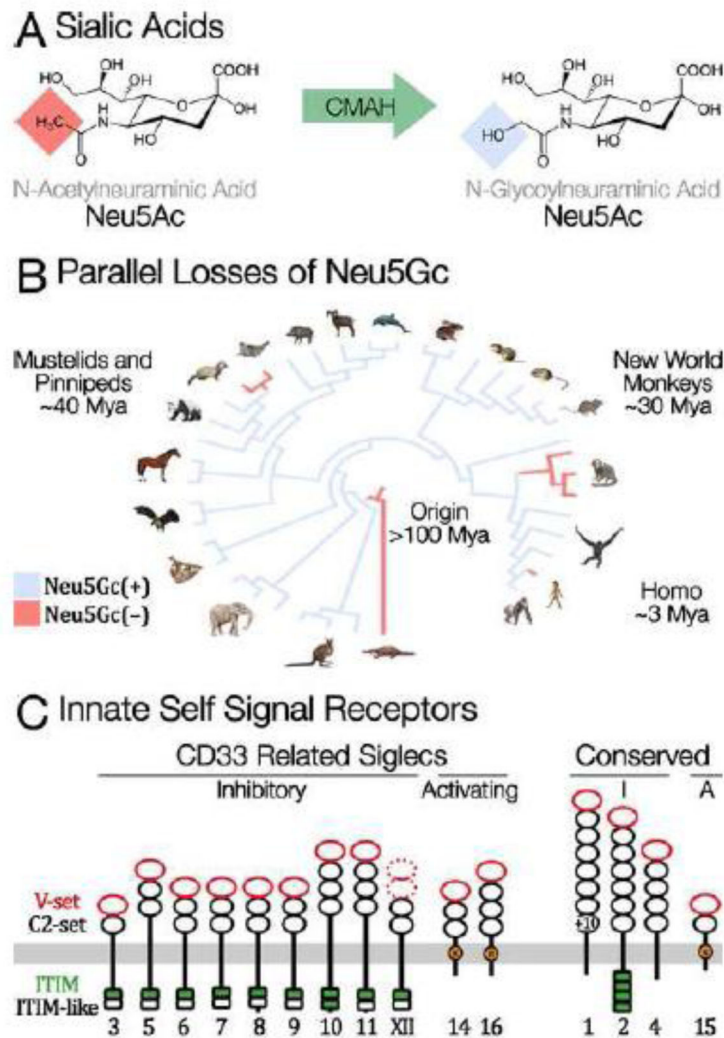 A Sialic Acids
HO
OH
OH
OH
COOH
OH
H₃C
H
N
O
O
HO
N-Acetylneuraminic Acid
Neu5Ac
CMAH
HO
OH
OH
OH
COOH
OH
HO
H
N
O
O
HO
N-Glycoylneuraminic Acid
Neu5Ac
B Parallel Losses of Neu5Gc
Mustelids and
Pinnipeds
~40 Mya
New World
Monkeys
~30 Mya
Origin
>100 Mya
Neu5Gc(+)
Neu5Gc(−)
Homo
~3 Mya
C Innate Self Signal Receptors
CD33 Related Siglecs
Conserved
Inhibitory
Activating
I
A
V-set
C2-set
+10
ITIM
ITIM-like
3 5 6 7 8 9 10 11 XII 14 16 1 2 4 15